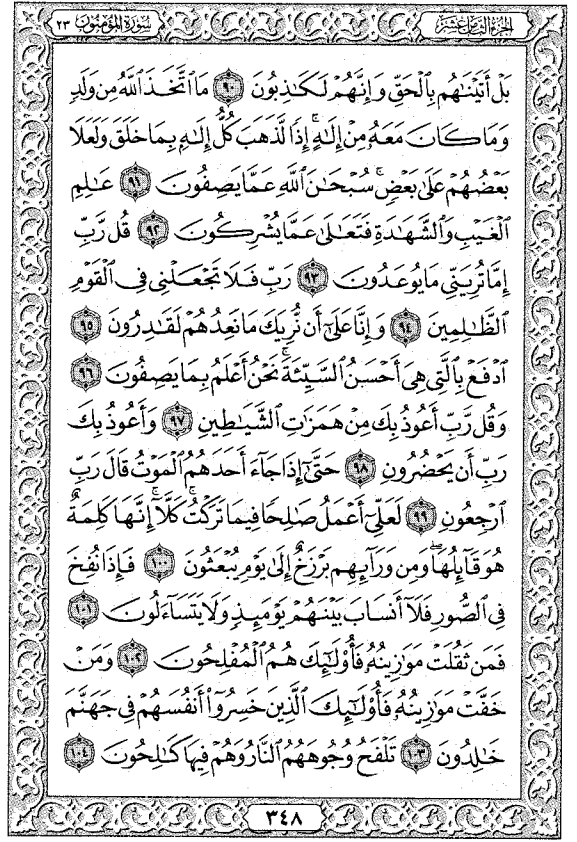 سورة المؤمنون ٢٣
الجزء الثامن عشر
بَلْ أَتَيْنَٰهُم بِٱلْحَقِّ وَإِنَّهُمْ لَكَٰذِبُونَ ٩٠ مَا ٱتَّخَذَ ٱللَّهُ مِن وَلَدٍ
وَمَا كَانَ مَعَهُۥ مِنْ إِلَٰهٍ ۚ إِذًا لَّذَهَبَ كُلُّ إِلَٰهٍۭ بِمَا خَلَقَ وَلَعَلَا
بَعْضُهُمْ عَلَىٰ بَعْضٍ ۚ سُبْحَٰنَ ٱللَّهِ عَمَّا يَصِفُونَ ٩١ عَٰلِمِ
ٱلْغَيْبِ وَٱلشَّهَٰدَةِ فَتَعَٰلَىٰ عَمَّا يُشْرِكُونَ ٩٢ قُل رَّبِّ
إِمَّا تُرِيَنِّى مَا يُوعَدُونَ ٩٣ رَبِّ فَلَا تَجْعَلْنِى فِى ٱلْقَوْمِ
ٱلظَّٰلِمِينَ ٩٤ وَإِنَّا عَلَىٰٓ أَن نُّرِيَكَ مَا نَعِدُهُمْ لَقَٰدِرُونَ ٩٥
ٱدْفَعْ بِٱلَّتِى هِىَ أَحْسَنُ ٱلسَّيِّئَةَ ۚ نَحْنُ أَعْلَمُ بِمَا يَصِفُونَ ٩٦
وَقُل رَّبِّ أَعُوذُ بِكَ مِنْ هَمَزَٰتِ ٱلشَّيَٰطِينِ ٩٧ وَأَعُوذُ بِكَ
رَبِّ أَن يَحْضُرُونِ ٩٨ حَتَّىٰٓ إِذَا جَآءَ أَحَدَهُمُ ٱلْمَوْتُ قَالَ رَبِّ
ٱرْجِعُونِ ٩٩ لَعَلِّىٓ أَعْمَلُ صَٰلِحًا فِيمَا تَرَكْتُ ۚ كَلَّآ ۚ إِنَّهَا كَلِمَةٌ
هُوَ قَآئِلُهَا ۖ وَمِن وَرَآئِهِم بَرْزَخٌ إِلَىٰ يَوْمِ يُبْعَثُونَ ١٠٠ فَإِذَا نُفِخَ
فِى ٱلصُّورِ فَلَآ أَنسَابَ بَيْنَهُمْ يَوْمَئِذٍ وَلَا يَتَسَآءَلُونَ ١٠١
فَمَن ثَقُلَتْ مَوَٰزِينُهُۥ فَأُو۟لَٰٓئِكَ هُمُ ٱلْمُفْلِحُونَ ١٠٢ وَمَنْ
خَفَّتْ مَوَٰزِينُهُۥ فَأُو۟لَٰٓئِكَ ٱلَّذِينَ خَسِرُوٓا۟ أَنفُسَهُمْ فِى جَهَنَّمَ
خَٰلِدُونَ ١٠٣ تَلْفَحُ وُجُوهَهُمُ ٱلنَّارُ وَهُمْ فِيهَا كَٰلِحُونَ ١٠٤
٣٤٨